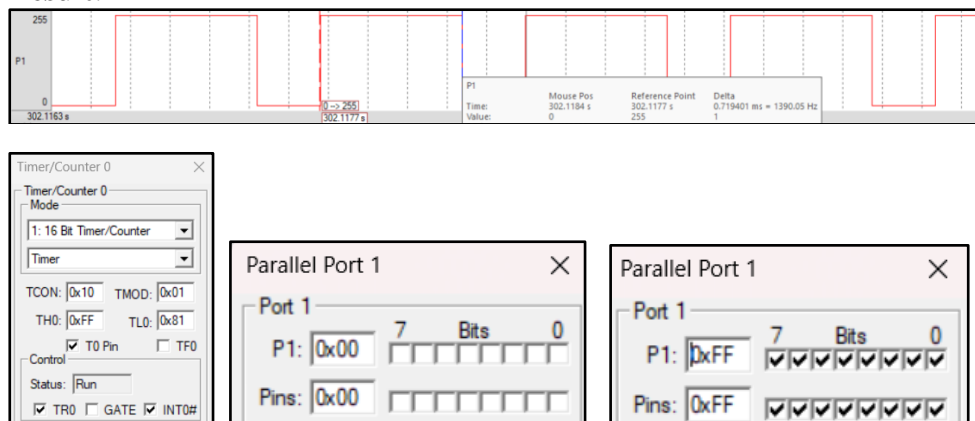 255
P1
0
302.1163 s
0 --> 255
302.1177 s
P1
Mouse Pos Reference Point Delta
Time: 302.1184 s 302.1177 s 0.719401 ms = 1390.05 Hz
Value: 0 255 1
Timer/Counter 0
Timer/Counter 0
Mode
1: 16 Bit Timer/Counter
Timer
TCON: 0x10 TMOD: 0x01
TH0: 0xFF TL0: 0x81
T0 Pin TF0
Control
Status: Run
TR0 GATE INT0#
Parallel Port 1
Port 1
7 Bits 0
P1: 0x00
Pins: 0x00
Parallel Port 1
Port 1
7 Bits 0
P1: 0xFF
Pins: 0xFF